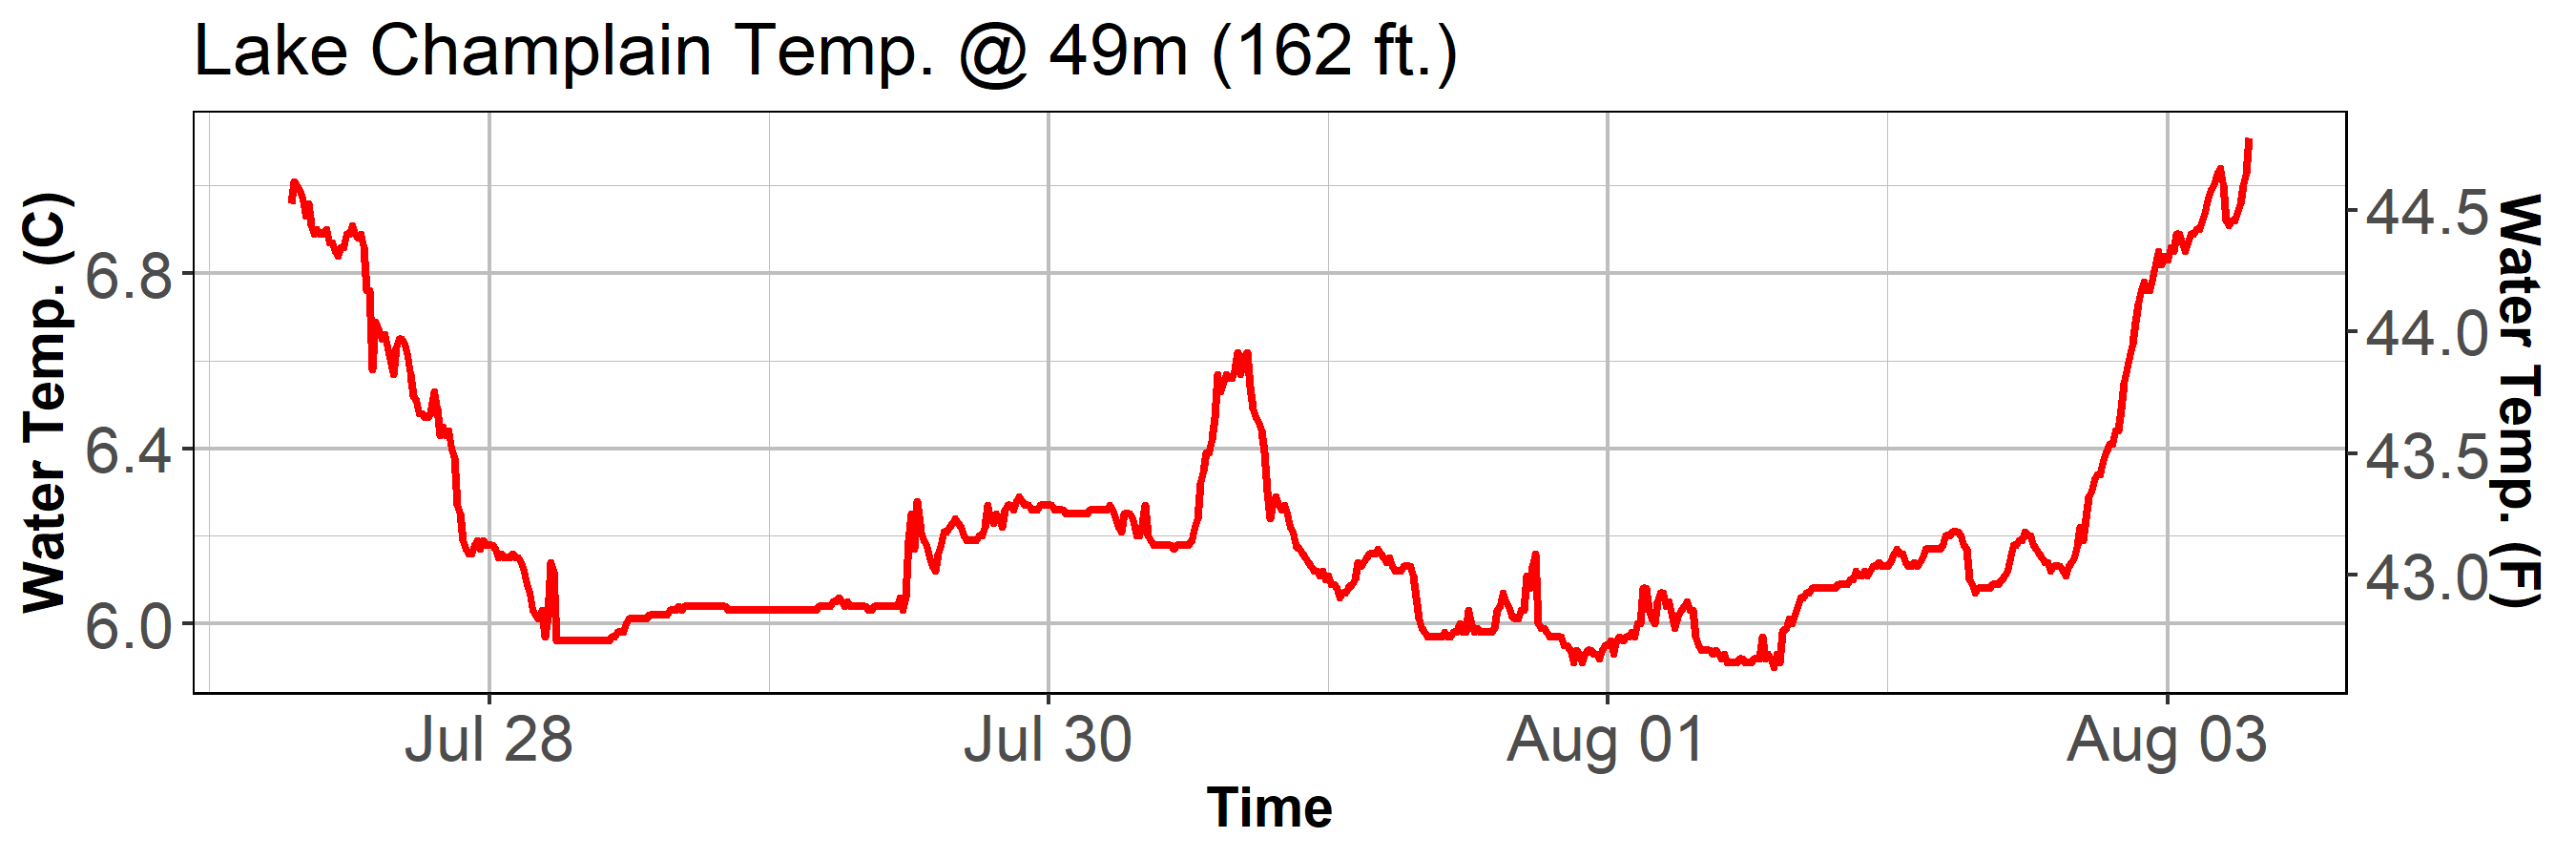 Lake Champlain Temp. @ 49m (162 ft.)
Water Temp. (C)
6.8
6.4
6.0
44.5
44.0
43.5
43.0
Water Temp. (F)
Jul 28
Jul 30
Aug 01
Aug 03
Time